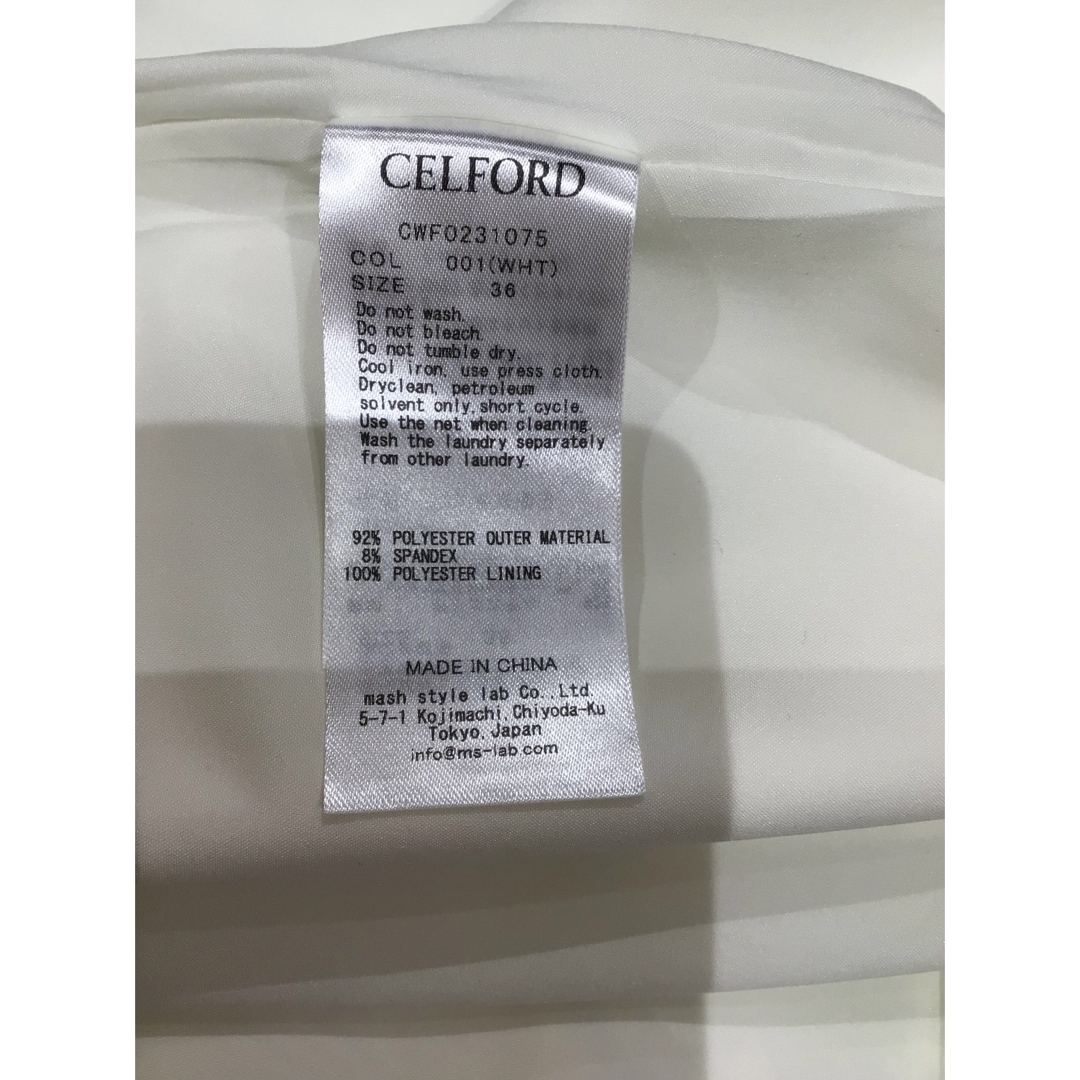 CELFORD
CWF0231075
COL 001(WHT)
SIZE 36
Do not wash.
Do not bleach.
Do not tumble dry.
Cool iron, use press cloth.
Dryclean, petroleum
solvent only,short cycle.
Use the net when cleaning.
Wash the laundry separately
from other laundry.
92% POLYESTER OUTER MATERIAL
8% SPANDEX
100% POLYESTER LINING
MADE IN CHINA
mash style lab Co.,Ltd.
5-7-1 Kojimachi,Chiyoda-Ku
Tokyo,Japan
info@ms-lab.com